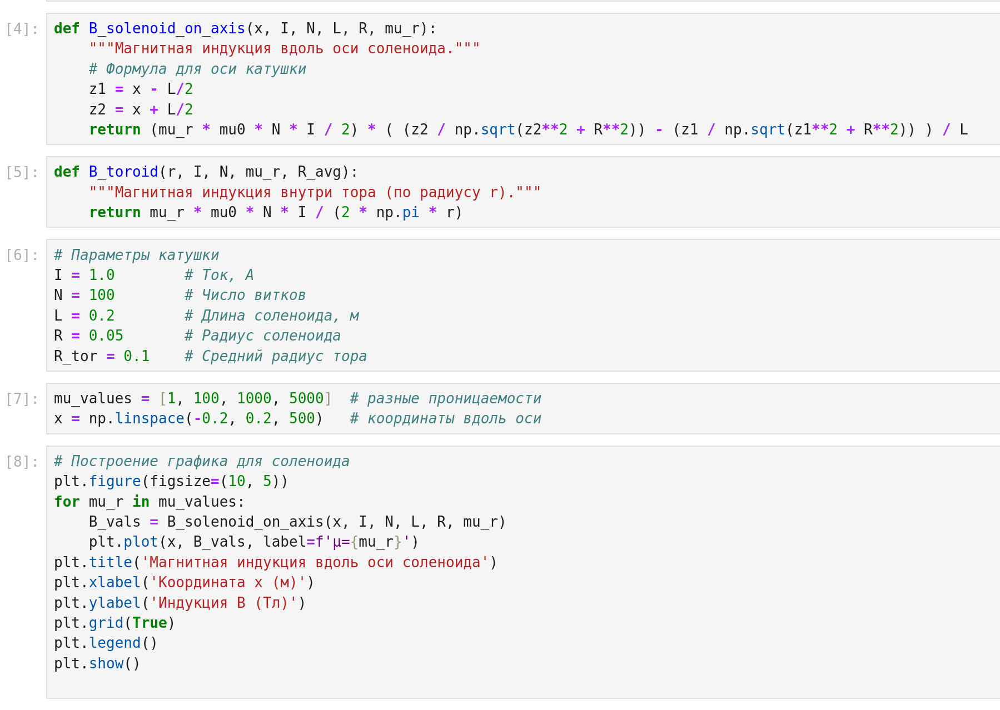 [4]: def B_solenoid_on_axis(x, I, N, L, R, mu_r):
    """Магнитная индукция вдоль оси соленоида."""
    # Формула для оси катушки
    z1 = x - L/2
    z2 = x + L/2
    return (mu_r * mu0 * N * I / 2) * ( (z2 / np.sqrt(z2**2 + R**2)) - (z1 / np.sqrt(z1**2 + R**2)) ) / L
[5]: def B_toroid(r, I, N, mu_r, R_avg):
    """Магнитная индукция внутри тора (по радиусу r)."""
    return mu_r * mu0 * N * I / (2 * np.pi * r)
[6]: # Параметры катушки
I = 1.0        # Ток, А
N = 100        # Число витков
L = 0.2        # Длина соленоида, м
R = 0.05       # Радиус соленоида
R_tor = 0.1    # Средний радиус тора
[7]: mu_values = [1, 100, 1000, 5000]  # разные проницаемости
x = np.linspace(-0.2, 0.2, 500)   # координаты вдоль оси
[8]: # Построение графика для соленоида
plt.figure(figsize=(10, 5))
for mu_r in mu_values:
    B_vals = B_solenoid_on_axis(x, I, N, L, R, mu_r)
    plt.plot(x, B_vals, label=f'μ={mu_r}')
plt.title('Магнитная индукция вдоль оси соленоида')
plt.xlabel('Координата x (м)')
plt.ylabel('Индукция B (Тл)')
plt.grid(True)
plt.legend()
plt.show()